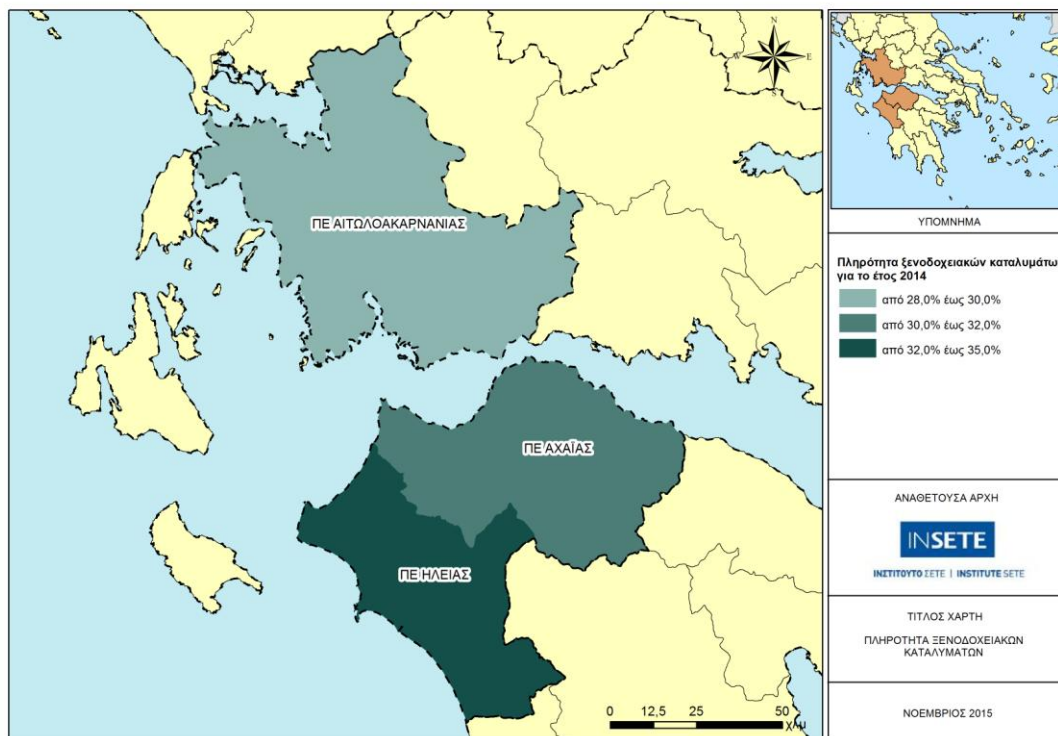 ΠΕ ΑΙΤΩΛΟΑΚΑΡΝΑΝΙΑΣ
ΠΕ ΑΧΑΪΑΣ
ΠΕ ΗΛΕΙΑΣ
N
W E
S
0 12,5 25 50
χλμ
ΥΠΟΜΝΗΜΑ
Πληρότητα ξενοδοχειακών καταλυμάτω
για το έτος 2014
από 28,0% έως 30,0%
από 30,0% έως 32,0%
από 32,0% έως 35,0%
ΑΝΑΘΕΤΟΥΣΑ ΑΡΧΗ
INSETE
ΙΝΣΤΙΤΟΥΤΟ ΣΕΤΕ | INSTITUTE SETE
ΤΙΤΛΟΣ ΧΑΡΤΗ
ΠΛΗΡΟΤΗΤΑ ΞΕΝΟΔΟΧΕΙΑΚΩΝ
ΚΑΤΑΛΥΜΑΤΩΝ
ΝΟΕΜΒΡΙΟΣ 2015